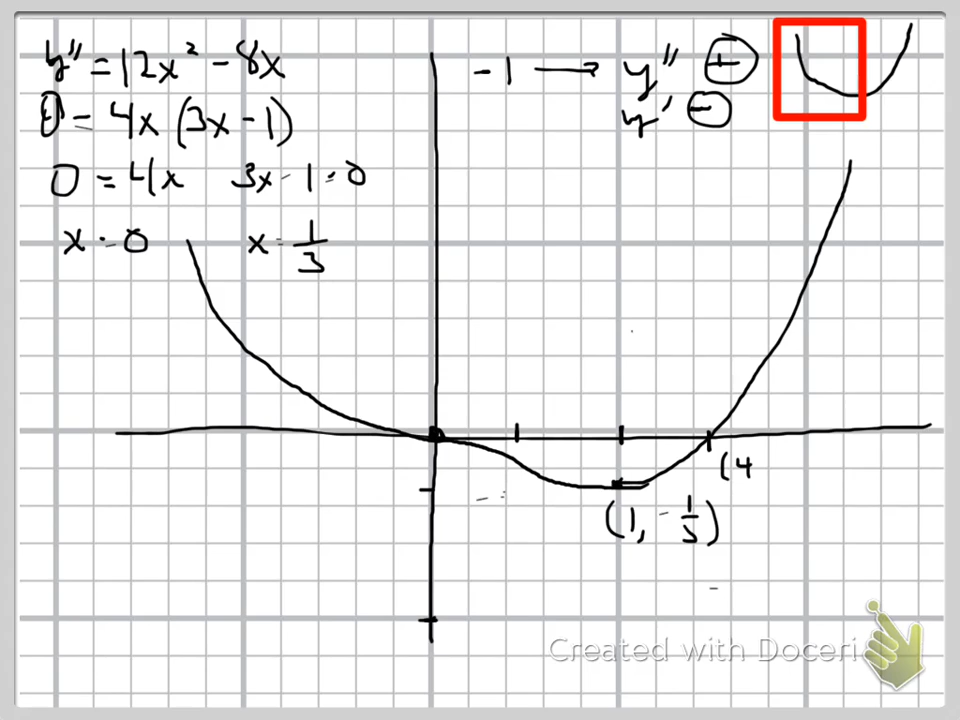 y'' = 12x² - 8x
0 = 4x (3x - 1)
0 = 4x 3x - 1 = 0
x = 0 x = 1/3
-1 → y'' +
y' -
(4
(1, -1/3)
Created with Doceri